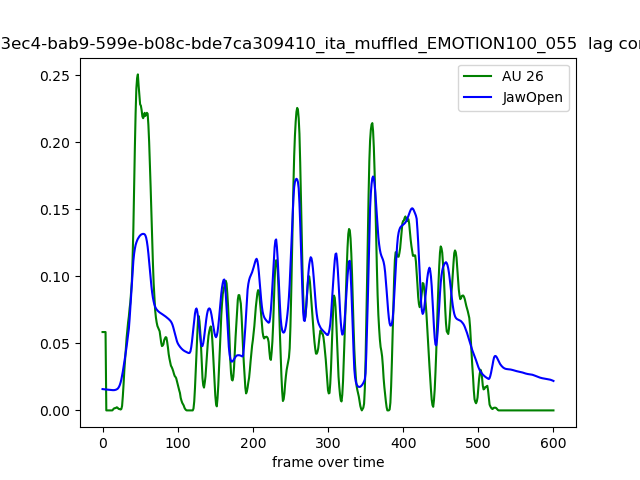 3ec4-bab9-599e-b08c-bde7ca309410_ita_muffled_EMOTION100_055 lag
AU 26
JawOpen
0.25
0.20
0.15
0.10
0.05
0.00
0 100 200 300 400 500 600
frame over time